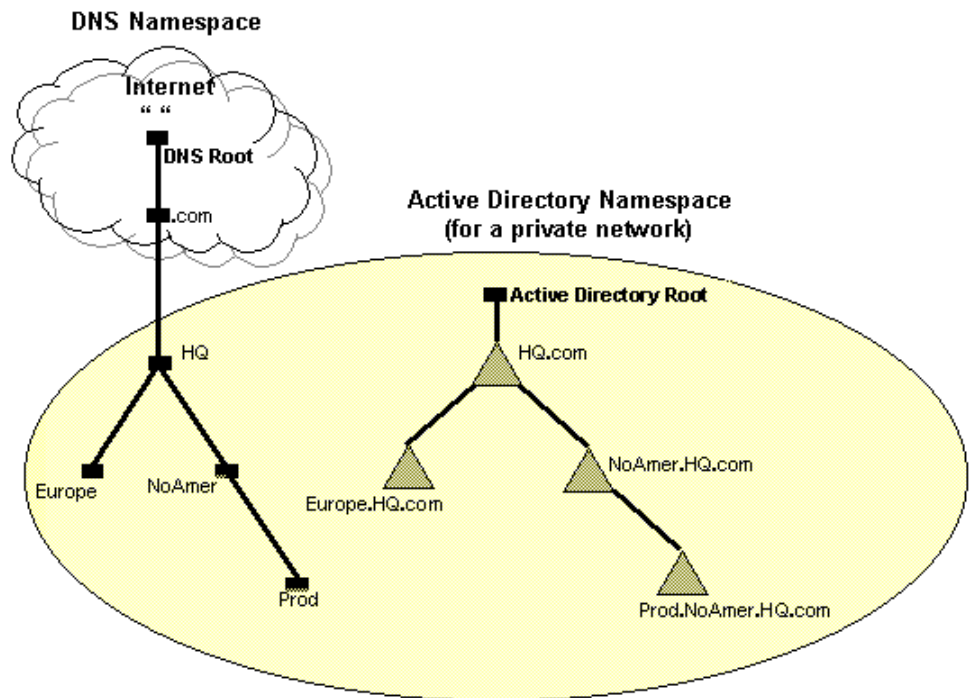 DNS Namespace
Internet
“ ”
DNS Root
.com
Active Directory Namespace
(for a private network)
Active Directory Root
HQ
HQ.com
Europe
NoAmer
Europe.HQ.com
NoAmer.HQ.com
Prod
Prod.NoAmer.HQ.com